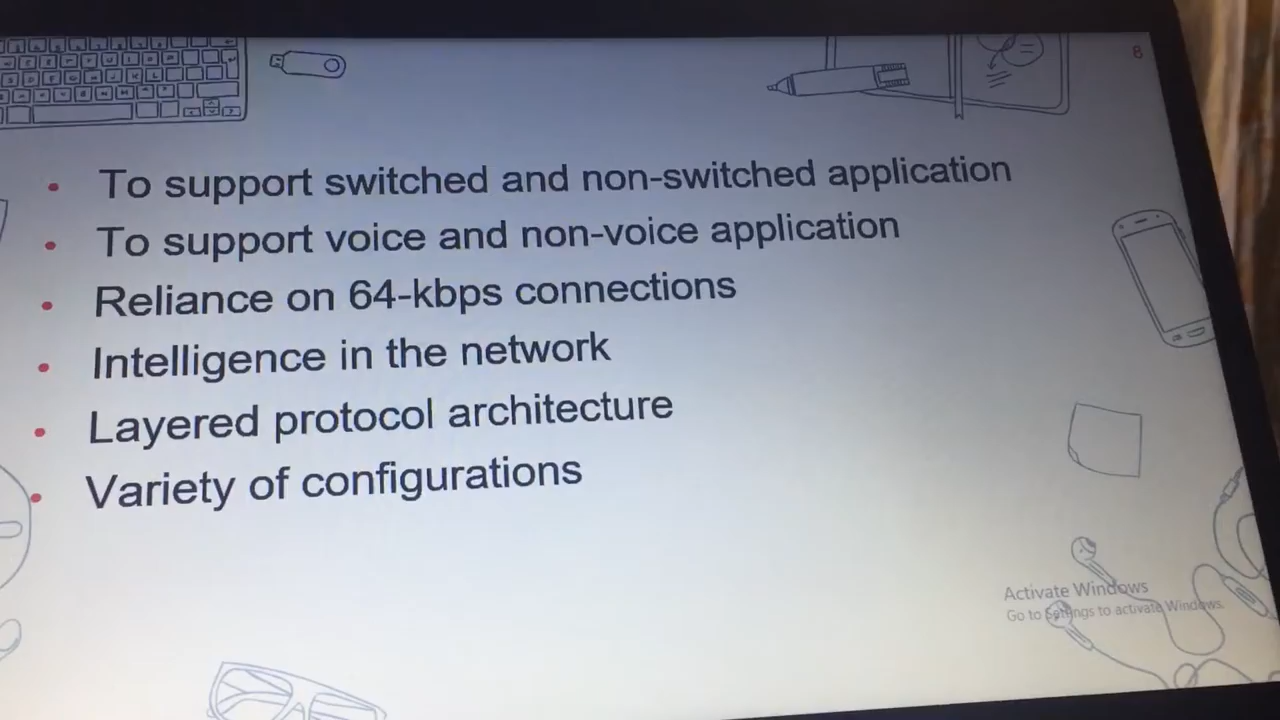 8
• To support switched and non-switched application
• To support voice and non-voice application
• Reliance on 64-kbps connections
• Intelligence in the network
• Layered protocol architecture
• Variety of configurations
Activate Windows
Go to Settings to activate Windows.